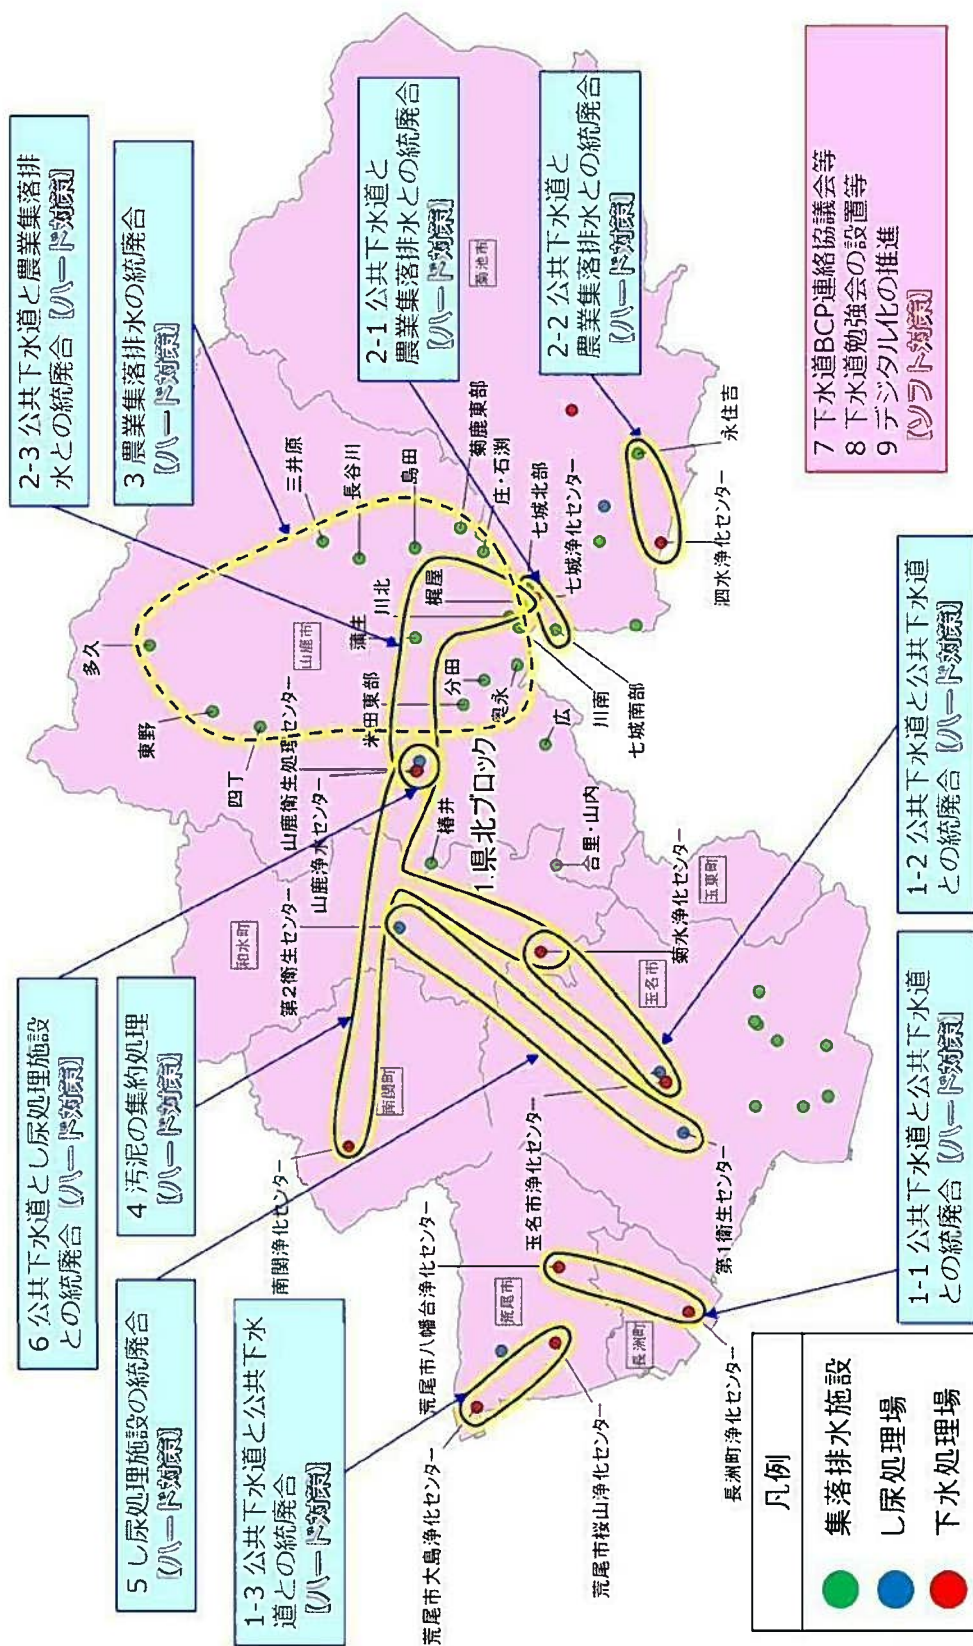 6 公共下水道とし尿処理施設
との統廃合【ハード対策】
5 し尿処理施設の統廃合
【ハード対策】
4 汚泥の集約処理
【ハード対策】
2-3 公共下水道と農業集落排
水との統廃合【ハード対策】
3 農業集落排水の統廃合
【ハード対策】
1-3 公共下水道と公共下水
道との統廃合
【ハード対策】
2-1 公共下水道と
農業集落排水との統廃合
【ハード対策】
2-2 公共下水道と
農業集落排水との統廃合
【ハード対策】
多久
東野
四丁
三井原
長谷川
島田
菊鹿東部
庄・石渕
山鹿市
菊池市
川北
蒲生
梶屋
米田東部
分田
奥永
七城北部
七城浄化センター
山鹿衛生処理センター
山鹿浄水センター
第2衛生センター
和水町
南関町
南関浄化センター
椿井
1.県北ブロック
広
川南
七城南部
永住吉
泗水浄化センター
合里・山内
菊水浄化センター
玉東町
玉名市
玉名市浄化センター
第1衛生センター
荒尾市八幡台浄化センター
荒尾市大島浄化センター
荒尾市
長洲町
荒尾市桜山浄化センター
長洲町浄化センター
凡例
集落排水施設
し尿処理場
下水処理場
1-1 公共下水道と公共下水道
との統廃合【ハード対策】
1-2 公共下水道と公共下水道
との統廃合【ハード対策】
7 下水道BCP連絡協議会等
8 下水道勉強会の設置等
9 デジタル化の推進
【ソフト対策】